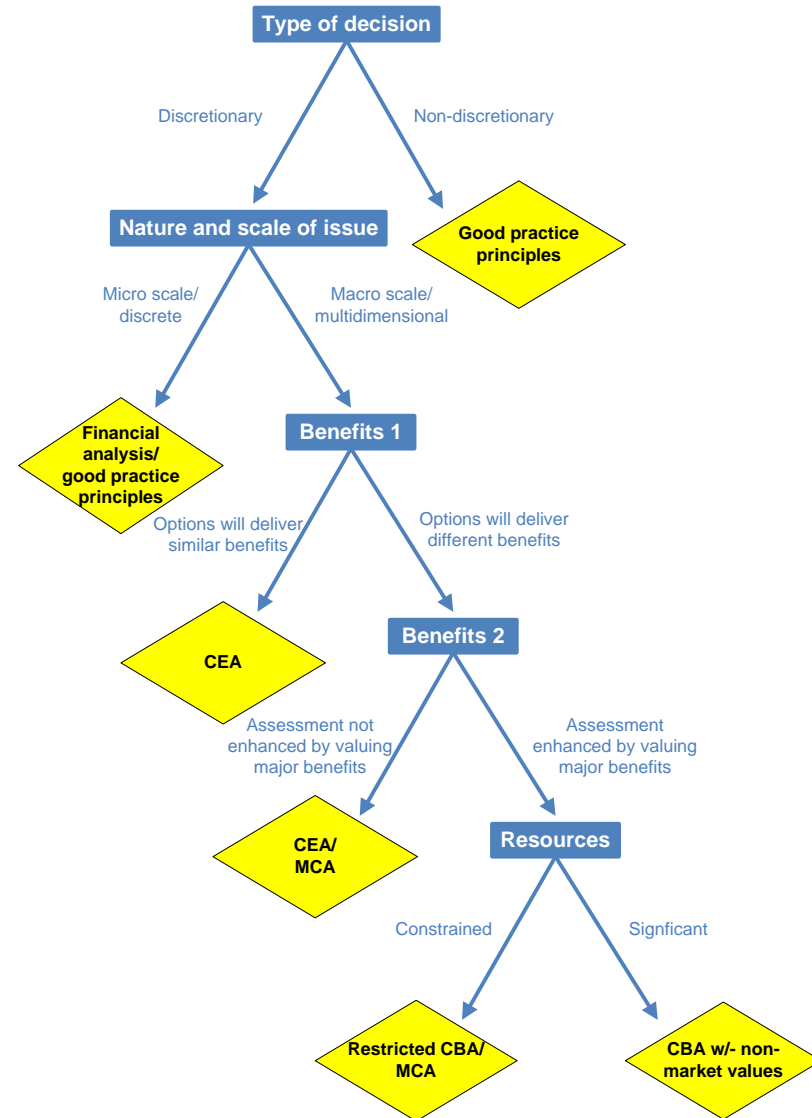 Type of decision
Discretionary
Non-discretionary
Nature and scale of issue
Good practice
principles
Micro scale/
discrete
Macro scale/
multidimensional
Financial
analysis/
good practice
principles
Benefits 1
Options will deliver
similar benefits
Options will deliver
different benefits
CEA
Benefits 2
Assessment not
enhanced by valuing
major benefits
Assessment
enhanced by valuing
major benefits
CEA/
MCA
Resources
Constrained
Signficant
Restricted CBA/
MCA
CBA w/- non-
market values